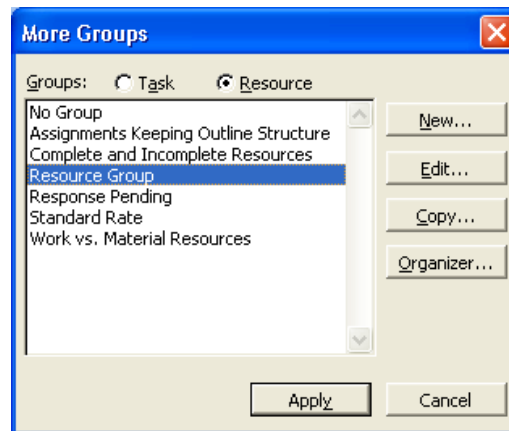 More Groups
Groups: Task Resource
No Group
Assignments Keeping Outline Structure
Complete and Incomplete Resources
Resource Group
Response Pending
Standard Rate
Work vs. Material Resources
New...
Edit...
Copy...
Organizer...
Apply Cancel